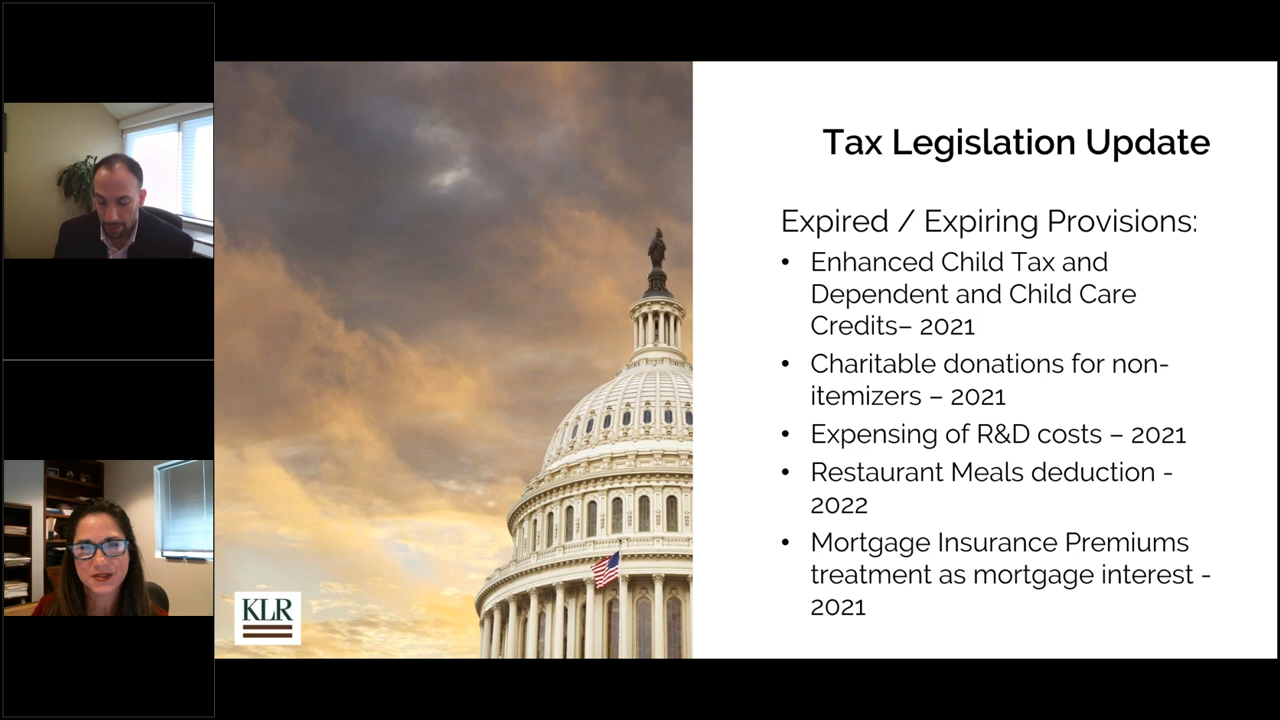 Tax Legislation Update
Expired / Expiring Provisions:
• Enhanced Child Tax and
Dependent and Child Care
Credits– 2021
• Charitable donations for non-
itemizers – 2021
• Expensing of R&D costs – 2021
• Restaurant Meals deduction -
2022
• Mortgage Insurance Premiums
treatment as mortgage interest -
2021
KLR